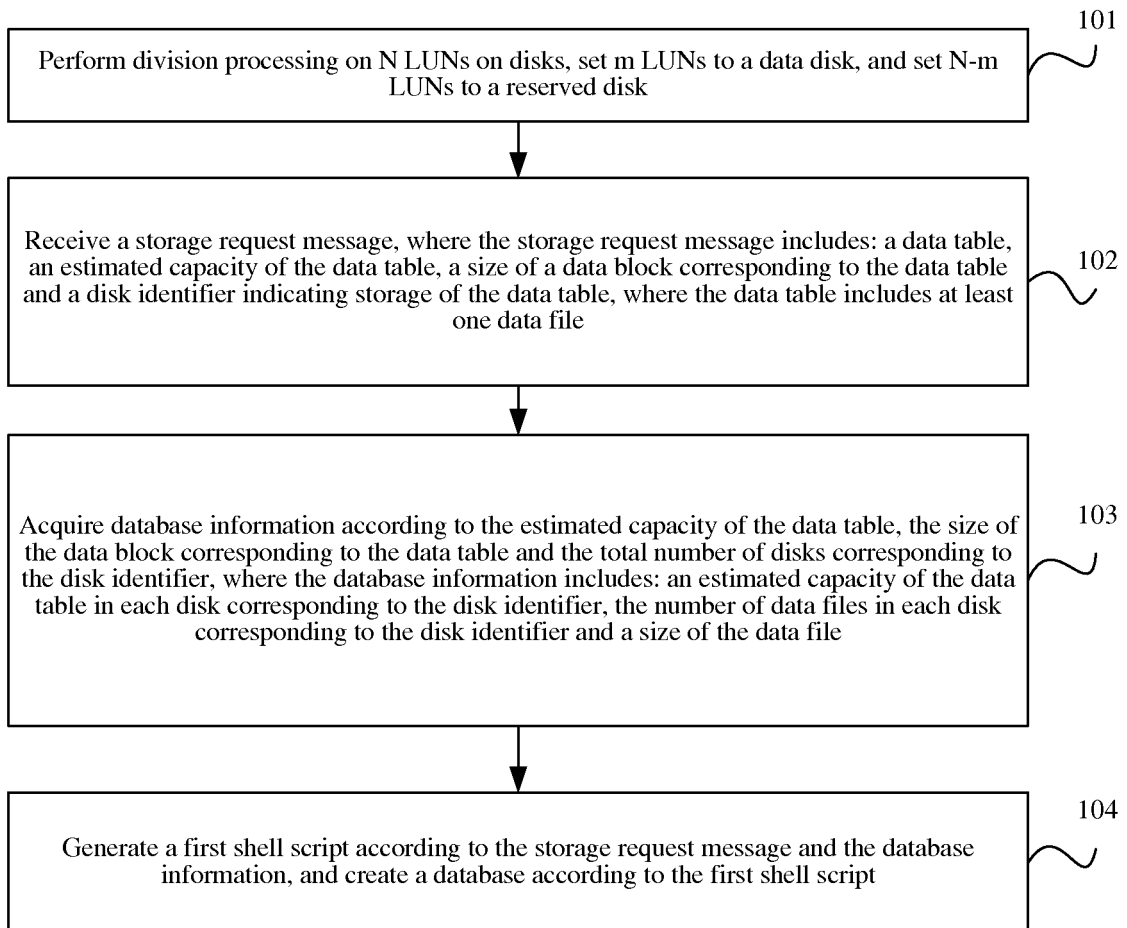 101
Perform division processing on N LUNs on disks, set m LUNs to a data disk, and set N-m
LUNs to a reserved disk
102
Receive a storage request message, where the storage request message includes: a data table,
an estimated capacity of the data table, a size of a data block corresponding to the data table
and a disk identifier indicating storage of the data table, where the data table includes at least
one data file
103
Acquire database information according to the estimated capacity of the data table, the size of
the data block corresponding to the data table and the total number of disks corresponding to
the disk identifier, where the database information includes: an estimated capacity of the data
table in each disk corresponding to the disk identifier, the number of data files in each disk
corresponding to the disk identifier and a size of the data file
104
Generate a first shell script according to the storage request message and the database
information, and create a database according to the first shell script